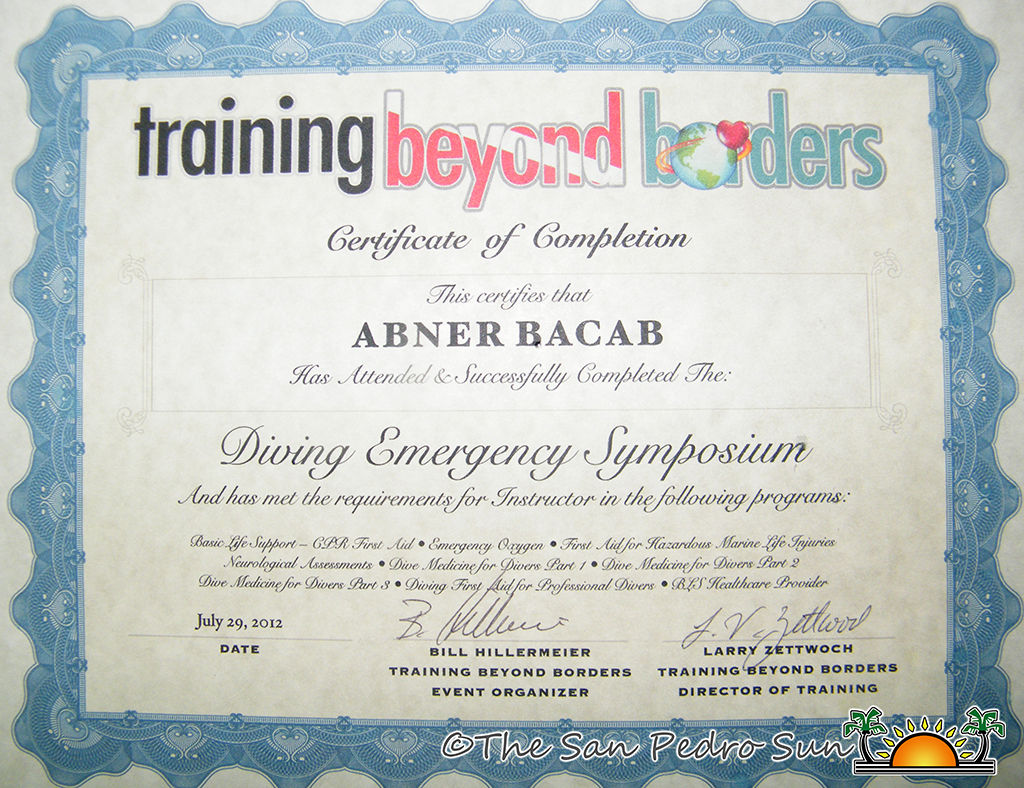 training beyond borders
Certificate of Completion
This certifies that
ABNER BACAB
Has Attended & Successfully Completed The:
Diving Emergency Symposium
And has met the requirements for Instructor in the following programs:
Basic Life Support – CPR First Aid • Emergency Oxygen • First Aid for Hazardous Marine Life Injuries
Neurological Assessments • Dive Medicine for Divers Part 1 • Dive Medicine for Divers Part 2
Dive Medicine for Divers Part 3 • Diving First Aid for Professional Divers • BLS Healthcare Provider
July 29, 2012 B. Hillermeier L. V. Zettwoch
DATE BILL HILLERMEIER LARRY ZETTWOCH
TRAINING BEYOND BORDERS TRAINING BEYOND BORDERS
EVENT ORGANIZER DIRECTOR OF TRAINING
©The San Pedro Sun